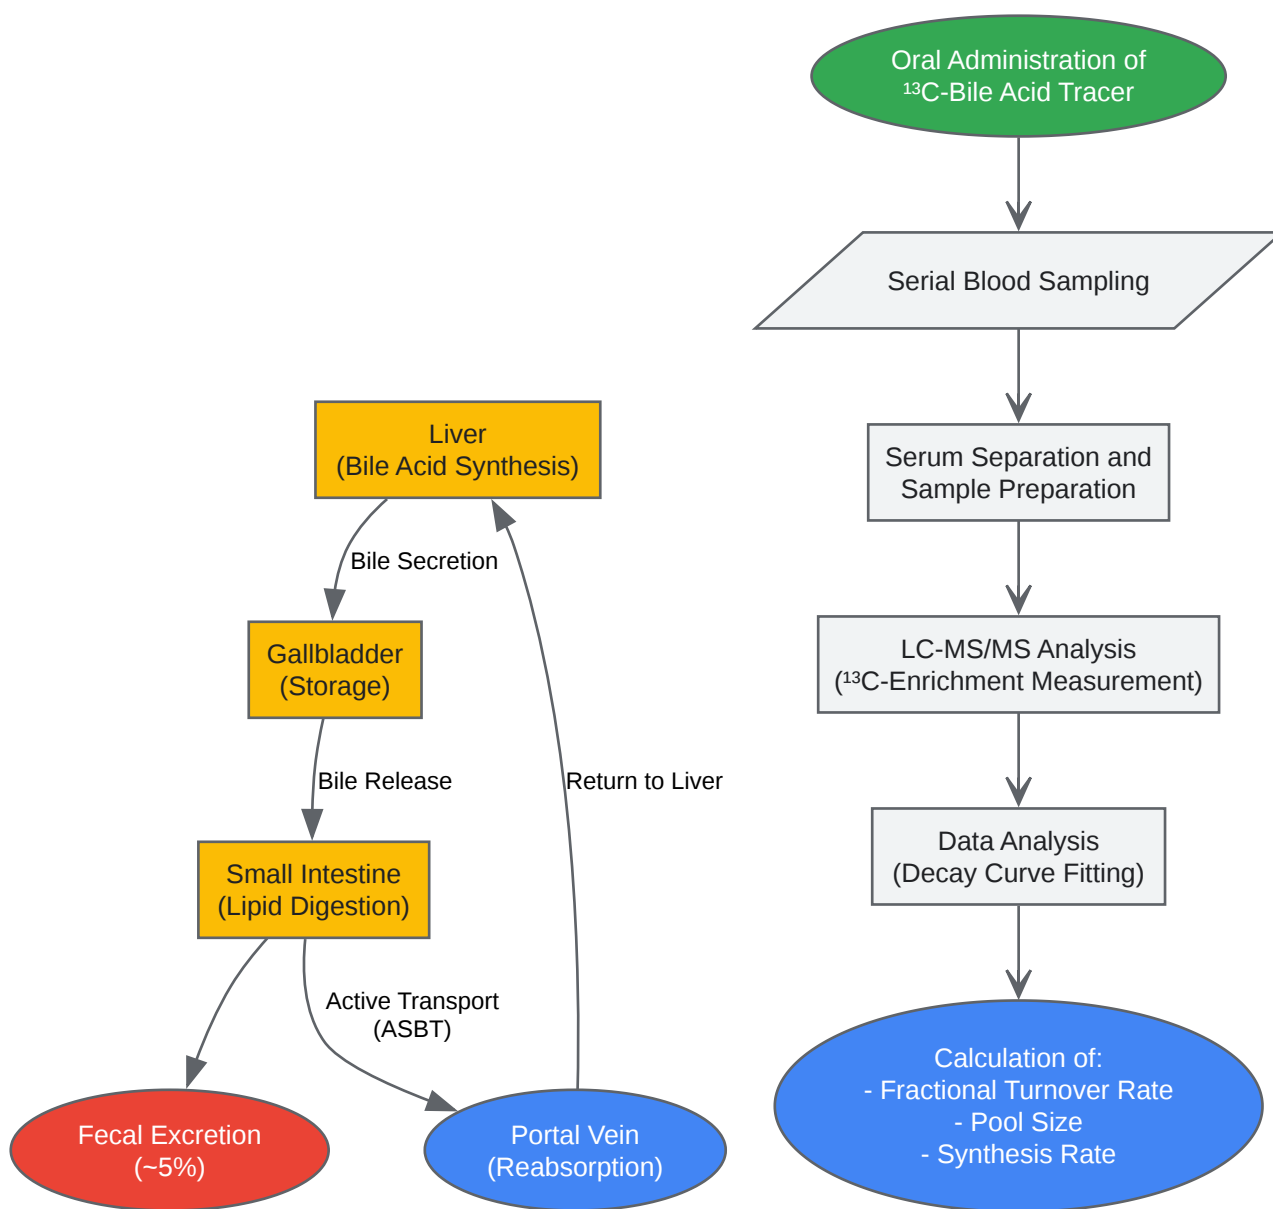 Liver
(Bile Acid Synthesis)
Bile Secretion
Gallbladder
(Storage)
Bile Release
Return to Liver
Small Intestine
(Lipid Digestion)
Active Transport
(ASBT)
Fecal Excretion
(~5%)
Portal Vein
(Reabsorption)
Oral Administration of
¹³C-Bile Acid Tracer
Serial Blood Sampling
Serum Separation and
Sample Preparation
LC-MS/MS Analysis
(¹³C-Enrichment Measurement)
Data Analysis
(Decay Curve Fitting)
Calculation of:
- Fractional Turnover Rate
- Pool Size
- Synthesis Rate